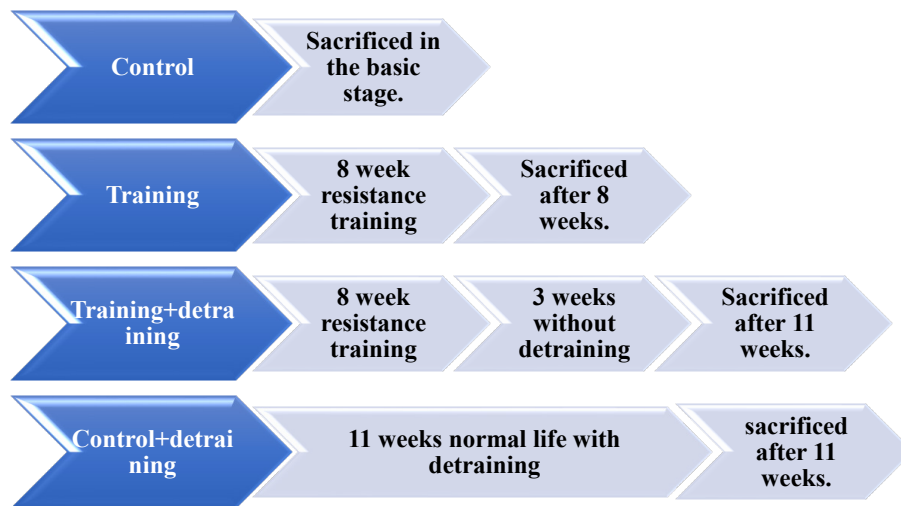 Control
Sacrificed in
the basic
stage.
Training
8 week
resistance
training
Sacrificed
after 8
weeks.
Training+detra
ining
8 week
resistance
training
3 weeks
without
detraining
Sacrificed
after 11
weeks.
Control+detrai
ning
11 weeks normal life with
detraining
sacrificed
after 11
weeks.